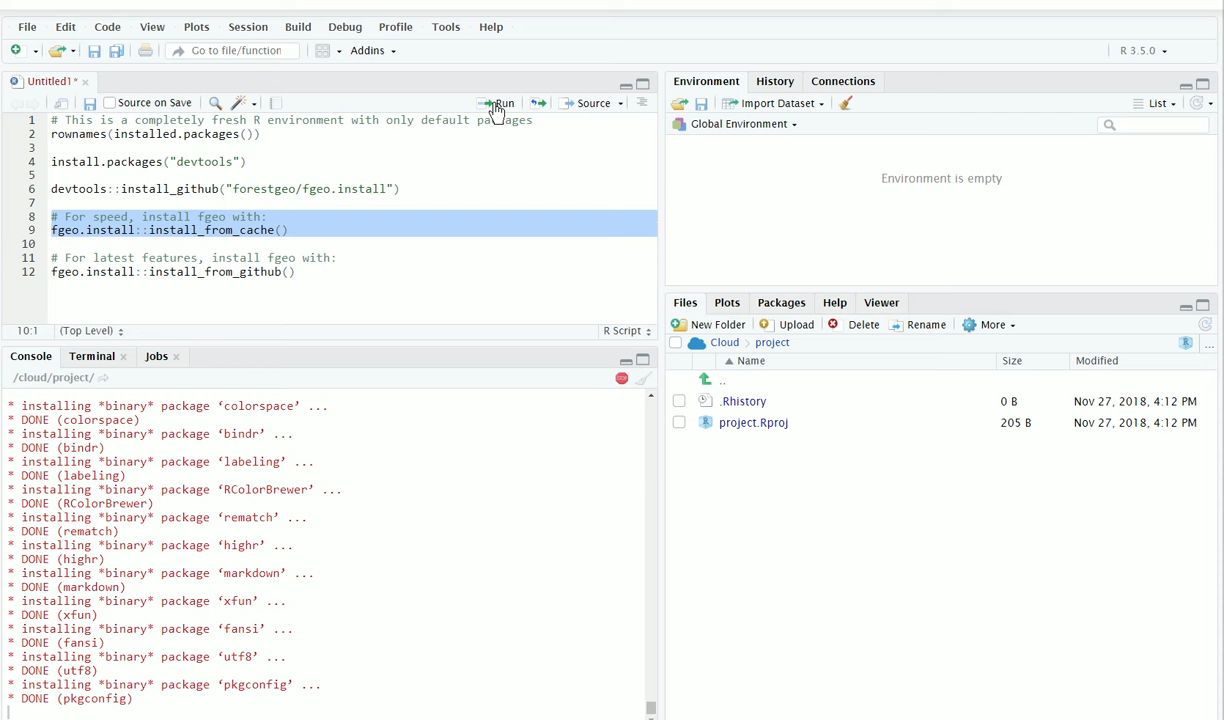 File Edit Code View Plots Session Build Debug Profile Tools Help
Go to file/function Addins R 3.5.0
Untitled1*
Source on Save Run Source
1 # This is a completely fresh R environment with only default packages
2 rownames(installed.packages())
3
4 install.packages("devtools")
5
6 devtools::install_github("forestgeo/fgeo.install")
7
8 # For speed, install fgeo with:
9 fgeo.install::install_from_cache()
10
11 # For latest features, install fgeo with:
12 fgeo.install::install_from_github()
10:1 (Top Level) R Script
Console Terminal Jobs
/cloud/project/
* installing *binary* package ‘colorspace’ ...
* DONE (colorspace)
* installing *binary* package ‘bindr’ ...
* DONE (bindr)
* installing *binary* package ‘labeling’ ...
* DONE (labeling)
* installing *binary* package ‘RColorBrewer’ ...
* DONE (RColorBrewer)
* installing *binary* package ‘rematch’ ...
* DONE (rematch)
* installing *binary* package ‘highr’ ...
* DONE (highr)
* installing *binary* package ‘markdown’ ...
* DONE (markdown)
* installing *binary* package ‘xfun’ ...
* DONE (xfun)
* installing *binary* package ‘fansi’ ...
* DONE (fansi)
* installing *binary* package ‘utf8’ ...
* DONE (utf8)
* installing *binary* package ‘pkgconfig’ ...
* DONE (pkgconfig)
Environment History Connections
Import Dataset List
Global Environment
Environment is empty
Files Plots Packages Help Viewer
New Folder Upload Delete Rename More
Cloud project ...
Name Size Modified
..
.Rhistory 0 B Nov 27, 2018, 4:12 PM
project.Rproj 205 B Nov 27, 2018, 4:12 PM